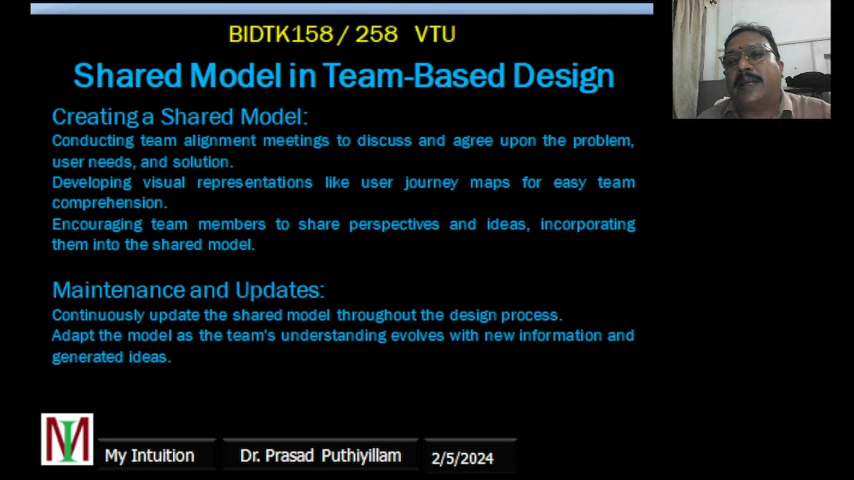 BIDTK158 / 258 VTU
Shared Model in Team-Based Design
Creating a Shared Model:
Conducting team alignment meetings to discuss and agree upon the problem,
user needs, and solution.
Developing visual representations like user journey maps for easy team
comprehension.
Encouraging team members to share perspectives and ideas, incorporating
them into the shared model.
Maintenance and Updates:
Continuously update the shared model throughout the design process.
Adapt the model as the team's understanding evolves with new information and
generated ideas.
MI
My Intuition
Dr. Prasad Puthiyillam
2/5/2024